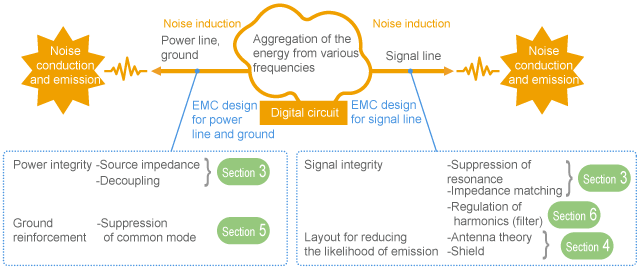 Noise induction
Noise induction
Noise
conduction
and emission
Power line,
ground
Aggregation of the
energy from various
frequencies
Signal line
Noise
conduction
and emission
EMC design
for power
line and ground
Digital circuit
EMC design
for signal line
Power integrity
-Source impedance
-Decoupling
Section 3
Ground
reinforcement
-Suppression
of common mode
Section 5
Signal integrity
-Suppression of
resonance
-Impedance matching
Section 3
-Regulation of
harmonics (filter)
Section 6
Layout for reducing
the likelihood of emission
-Antenna theory
-Shield
Section 4